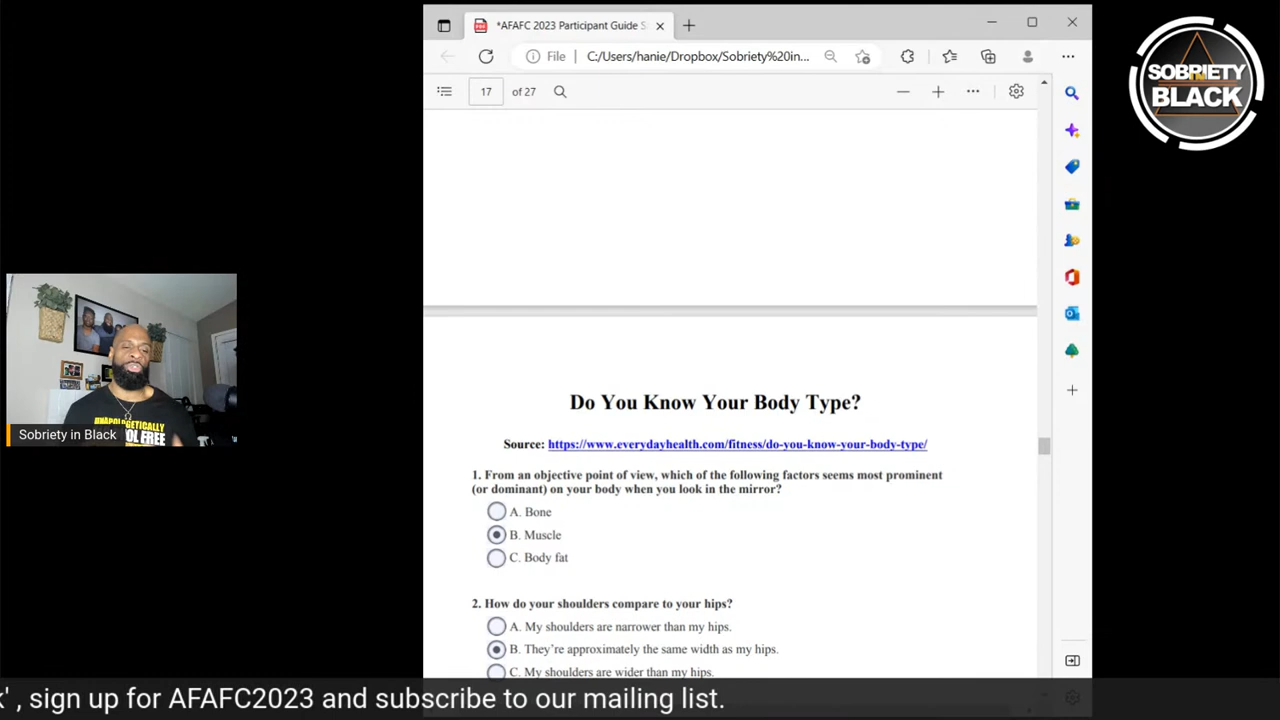 *AFAFC 2023 Participant Guide S
File
C:/Users/hanie/Dropbox/Sobriety%20in...
17 of 27
SOBRIETY
IN
BLACK
Do You Know Your Body Type?
Source: https://www.everydayhealth.com/fitness/do-you-know-your-body-type/
1. From an objective point of view, which of the following factors seems most prominent
(or dominant) on your body when you look in the mirror?
A. Bone
B. Muscle
C. Body fat
2. How do your shoulders compare to your hips?
A. My shoulders are narrower than my hips.
B. They're approximately the same width as my hips.
C. My shoulders are wider than my hips.
Sobriety in Black
', sign up for AFAFC2023 and subscribe to our mailing list.